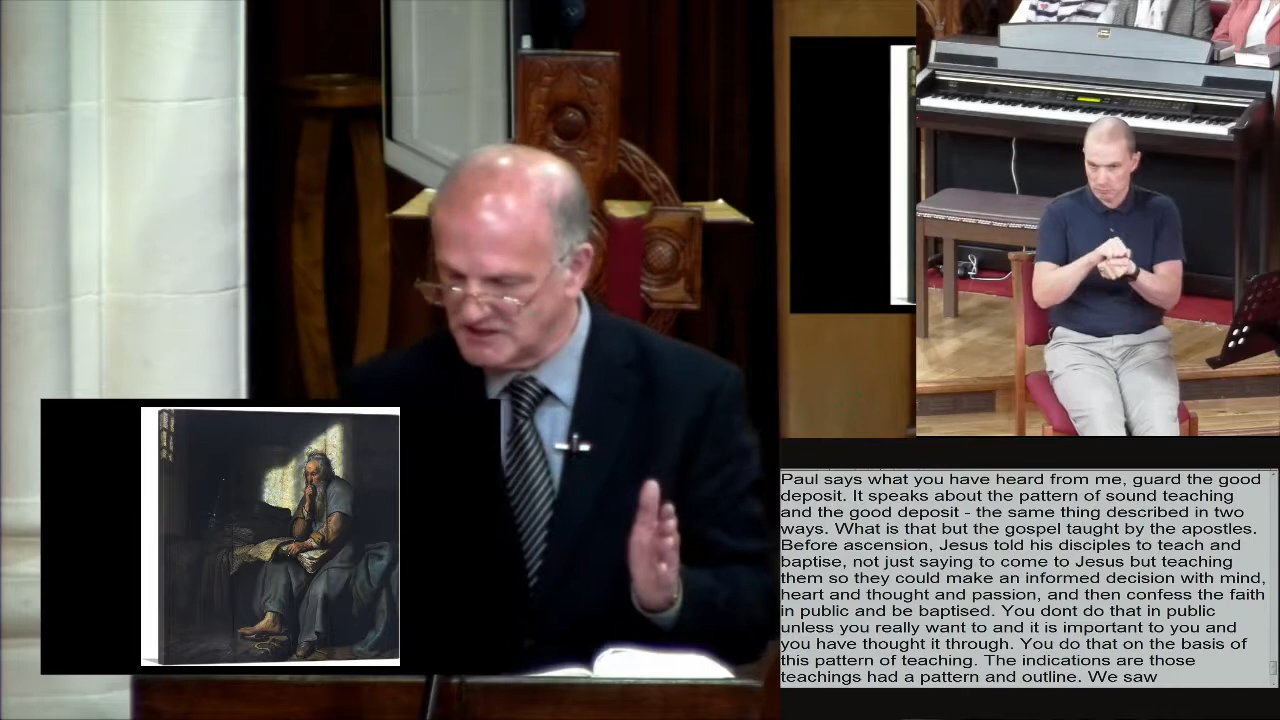 Paul says what you have heard from me, guard the good
deposit. It speaks about the pattern of sound teaching
and the good deposit - the same thing described in two
ways. What is that but the gospel taught by the apostles.
Before ascension, Jesus told his disciples to teach and
baptise, not just saying to come to Jesus but teaching
them so they could make an informed decision with mind,
heart and thought and passion, and then confess the faith
in public and be baptised. You dont do that in public
unless you really want to and it is important to you and
you have thought it through. You do that on the basis of
this pattern of teaching. The indications are those
teachings had a pattern and outline. We saw